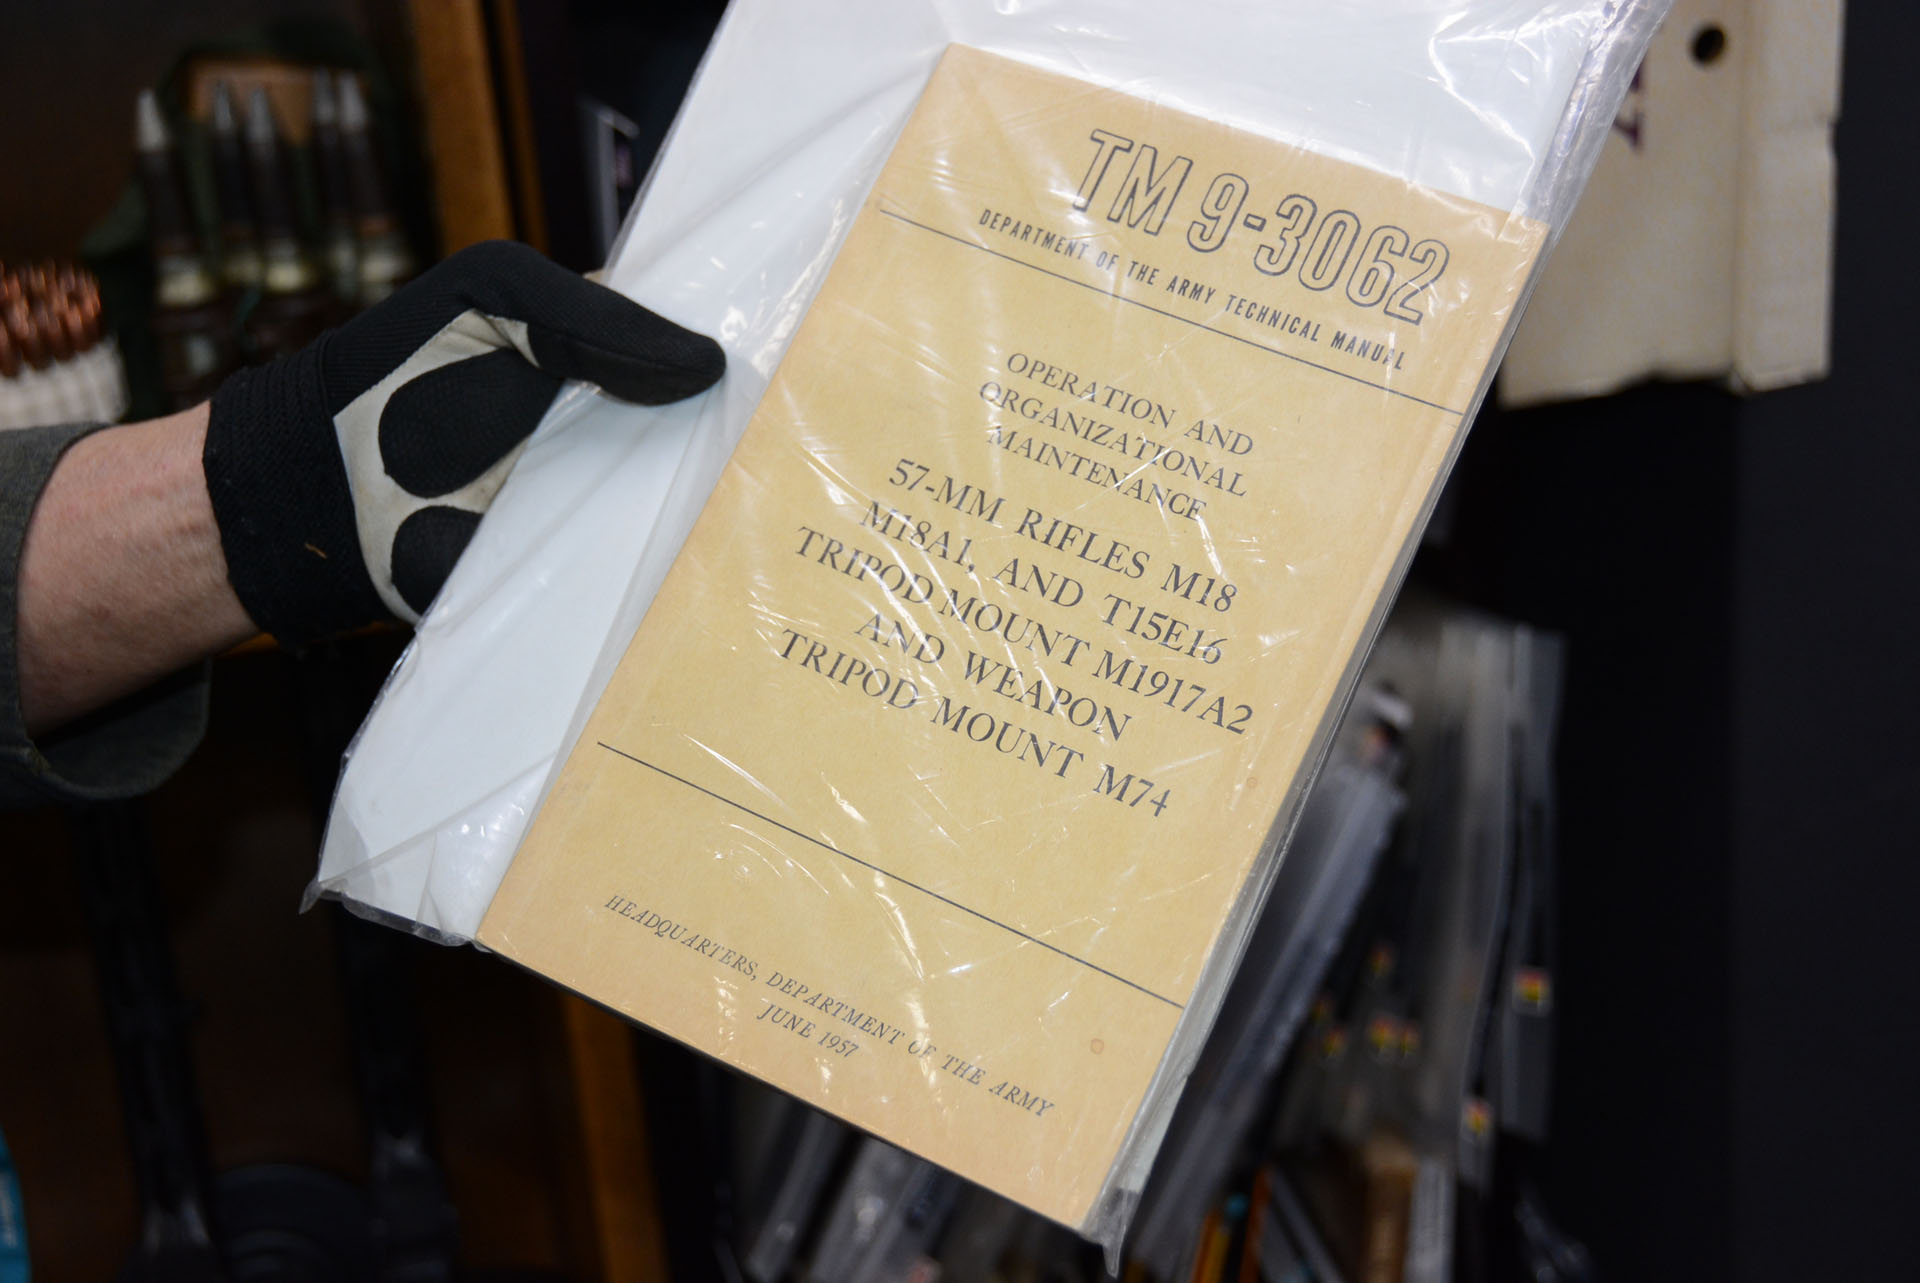 TM 9-3062
DEPARTMENT OF THE ARMY TECHNICAL MANUAL
OPERATION AND
ORGANIZATIONAL
MAINTENANCE
57-MM RIFLES M18
M18A1, AND T15E16
TRIPOD MOUNT M1917A2
AND WEAPON
TRIPOD MOUNT M74
HEADQUARTERS, DEPARTMENT OF THE ARMY
JUNE 1957